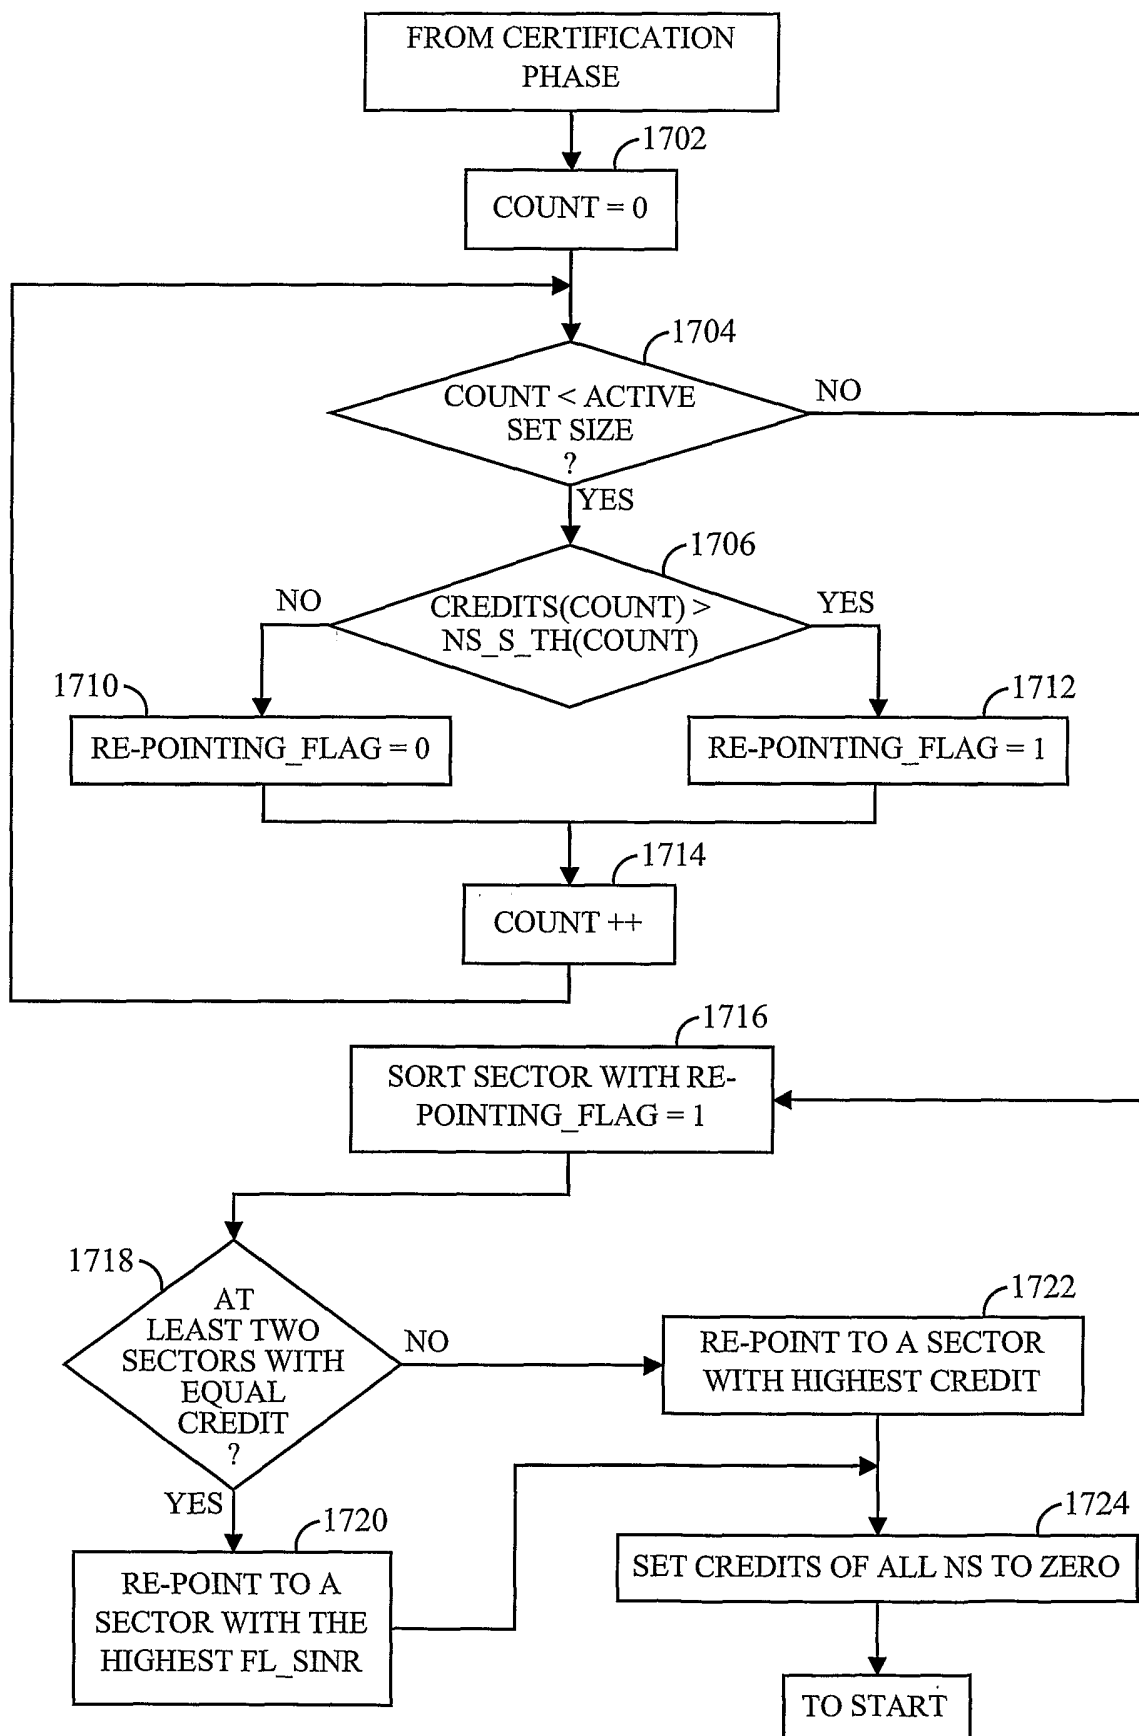 FROM CERTIFICATION
PHASE
1702
COUNT = 0
1704
COUNT < ACTIVE
SET SIZE
?
NO
YES
1706
CREDITS(COUNT) >
NS_S_TH(COUNT)
NO
YES
1710
RE-POINTING_FLAG = 0
1712
RE-POINTING_FLAG = 1
1714
COUNT ++
1716
SORT SECTOR WITH RE-
POINTING_FLAG = 1
1718
AT
LEAST TWO
SECTORS WITH
EQUAL
CREDIT
?
NO
YES
1722
RE-POINT TO A SECTOR
WITH HIGHEST CREDIT
1720
RE-POINT TO A
SECTOR WITH THE
HIGHEST FL_SINR
1724
SET CREDITS OF ALL NS TO ZERO
TO START